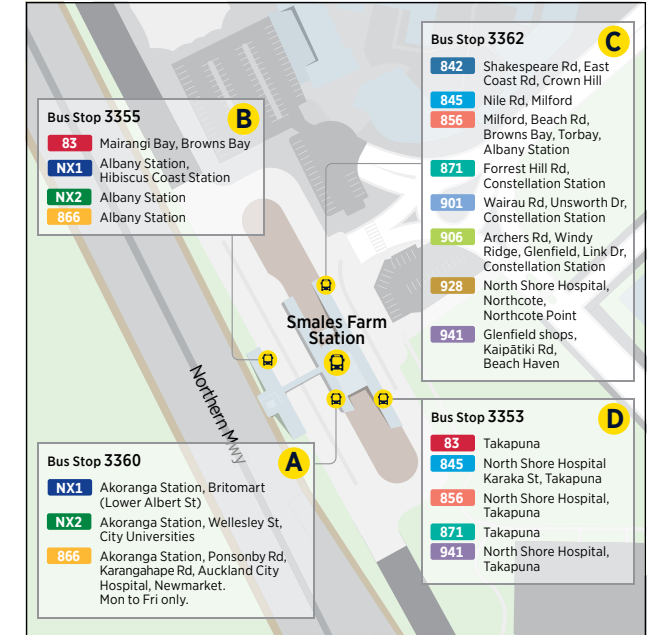 Bus Stop 3362
C
842 Shakespeare Rd, East
Coast Rd, Crown Hill
845 Nile Rd, Milford
856 Milford, Beach Rd,
Browns Bay, Torbay,
Albany Station
871 Forrest Hill Rd,
Constellation Station
901 Wairau Rd, Unsworth Dr,
Constellation Station
906 Archers Rd, Windy
Ridge, Glenfield, Link Dr,
Constellation Station
928 North Shore Hospital,
Northcote,
Northcote Point
941 Glenfield shops,
Kaipātiki Rd,
Beach Haven
Bus Stop 3355
B
83 Mairangi Bay, Browns Bay
NX1 Albany Station,
Hibiscus Coast Station
NX2 Albany Station
866 Albany Station
Smales Farm
Station
Northern Mwy
Bus Stop 3360
A
NX1 Akoranga Station, Britomart
(Lower Albert St)
NX2 Akoranga Station, Wellesley St,
City Universities
866 Akoranga Station, Ponsonby Rd,
Karangahape Rd, Auckland City
Hospital, Newmarket.
Mon to Fri only.
Bus Stop 3353
D
83 Takapuna
845 North Shore Hospital
Karaka St, Takapuna
856 North Shore Hospital,
Takapuna
871 Takapuna
941 North Shore Hospital,
Takapuna